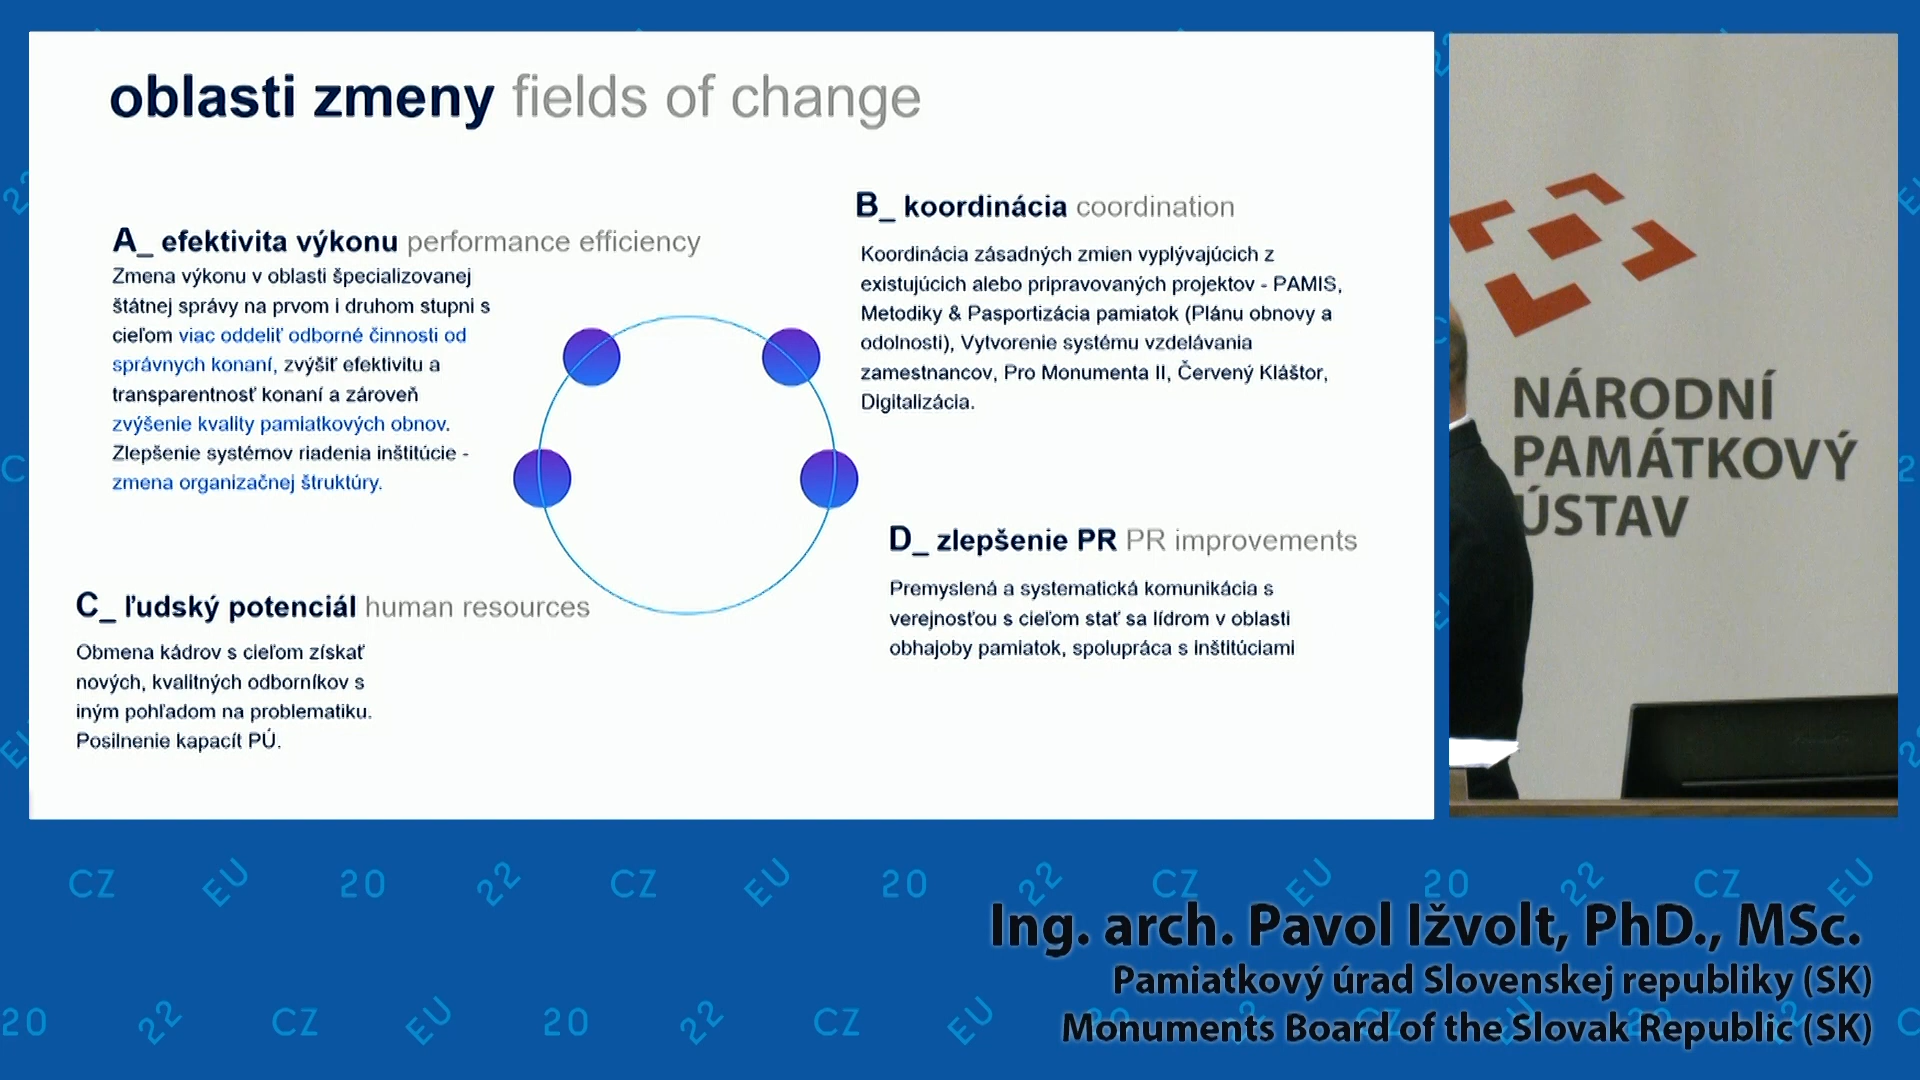 oblasti zmeny fields of change
A_ efektivita výkonu performance efficiency
Zmena výkonu v oblasti špecializovanej
štátnej správy na prvom i druhom stupni s
cieľom viac oddeliť odborné činnosti od
správnych konaní, zvýšiť efektivitu a
transparentnosť konaní a zároveň
zvýšenie kvality pamiatkových obnov.
Zlepšenie systémov riadenia inštitúcie -
zmena organizačnej štruktúry.
B_ koordinácia coordination
Koordinácia zásadných zmien vyplývajúcich z
existujúcich alebo pripravovaných projektov - PAMIS,
Metodiky & Pasportizácia pamiatok (Plánu obnovy a
odolnosti), Vytvorenie systému vzdelávania
zamestnancov, Pro Monumenta II, Červený Kláštor,
Digitalizácia.
C_ ľudský potenciál human resources
Obmena kádrov s cieľom získať
nových, kvalitných odborníkov s
iným pohľadom na problematiku.
Posilnenie kapacít PÚ.
D_ zlepšenie PR PR improvements
Premyslená a systematická komunikácia s
verejnosťou s cieľom stať sa lídrom v oblasti
obhajoby pamiatok, spolupráca s inštitúciami
NÁRODNÍ
PAMÁTKOVÝ
ÚSTAV
CZ EU 20 22 CZ EU 20 22 CZ EU 20 22 CZ EU
Ing. arch. Pavol Ižvolt, PhD., MSc.
Pamiatkový úrad Slovenskej republiky (SK)
20 22 CZ EU 20 22 CZ EU
Monuments Board of the Slovak Republic (SK)